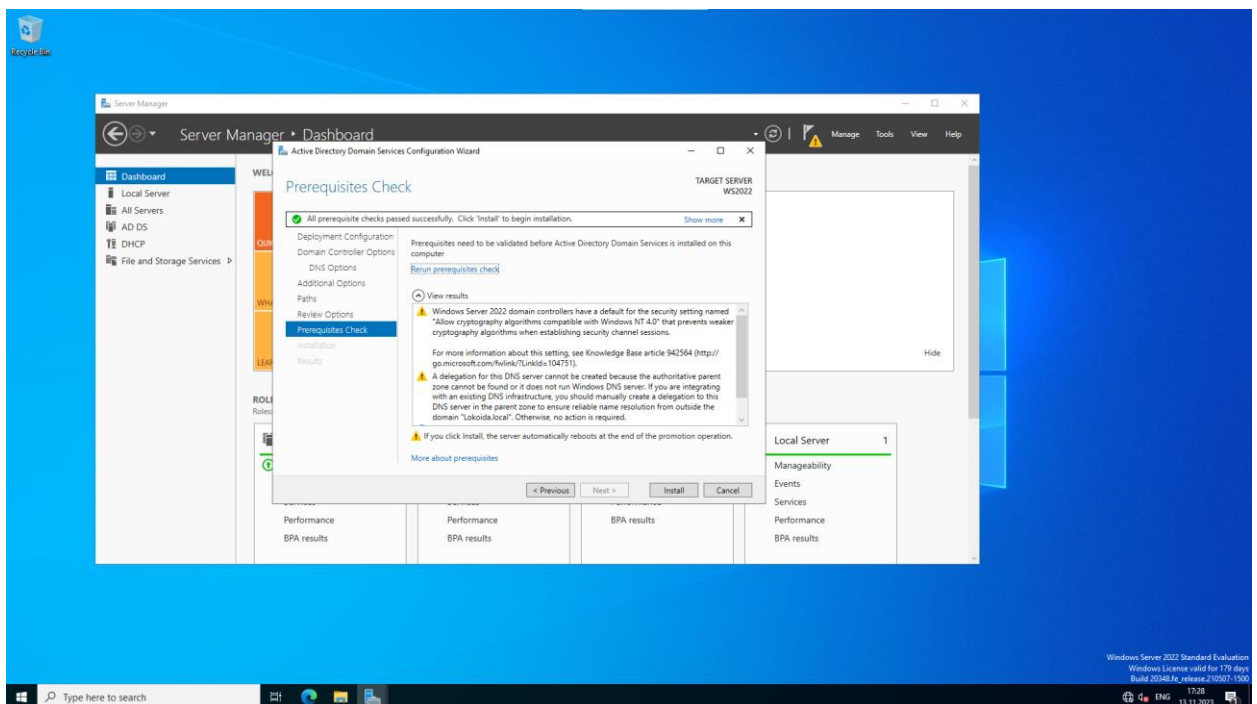 Recycle Bin
Server Manager
Server Manager • Dashboard
Manage Tools View Help
Dashboard
Local Server
All Servers
AD DS
DHCP
File and Storage Services
WEL
QUI
WHA
LEAR
Hide
ROLE
Roles:
Active Directory Domain Services Configuration Wizard
Prerequisites Check
TARGET SERVER
WS2022
All prerequisite checks passed successfully. Click 'Install' to begin installation.
Show more
Deployment Configuration
Domain Controller Options
DNS Options
Additional Options
Paths
Review Options
Prerequisites Check
Installation
Results
Prerequisites need to be validated before Active Directory Domain Services is installed on this
computer
Rerun prerequisites check
View results
Windows Server 2022 domain controllers have a default for the security setting named
"Allow cryptography algorithms compatible with Windows NT 4.0" that prevents weaker
cryptography algorithms when establishing security channel sessions.
For more information about this setting, see Knowledge Base article 942564 (http://
go.microsoft.com/fwlink/?LinkId=104751).
A delegation for this DNS server cannot be created because the authoritative parent
zone cannot be found or it does not run Windows DNS server. If you are integrating
with an existing DNS infrastructure, you should manually create a delegation to this
DNS server in the parent zone to ensure reliable name resolution from outside the
domain "Lokoida.local". Otherwise, no action is required.
If you click Install, the server automatically reboots at the end of the promotion operation.
More about prerequisites
< Previous Next > Install Cancel
Performance
BPA results
Performance
BPA results
BPA results
Local Server 1
Manageability
Events
Services
Performance
BPA results
Windows Server 2022 Standard Evaluation
Windows License valid for 179 days
Build 20348.fe_release.210507-1500
Type here to search
ENG
17:28
13.11.2023